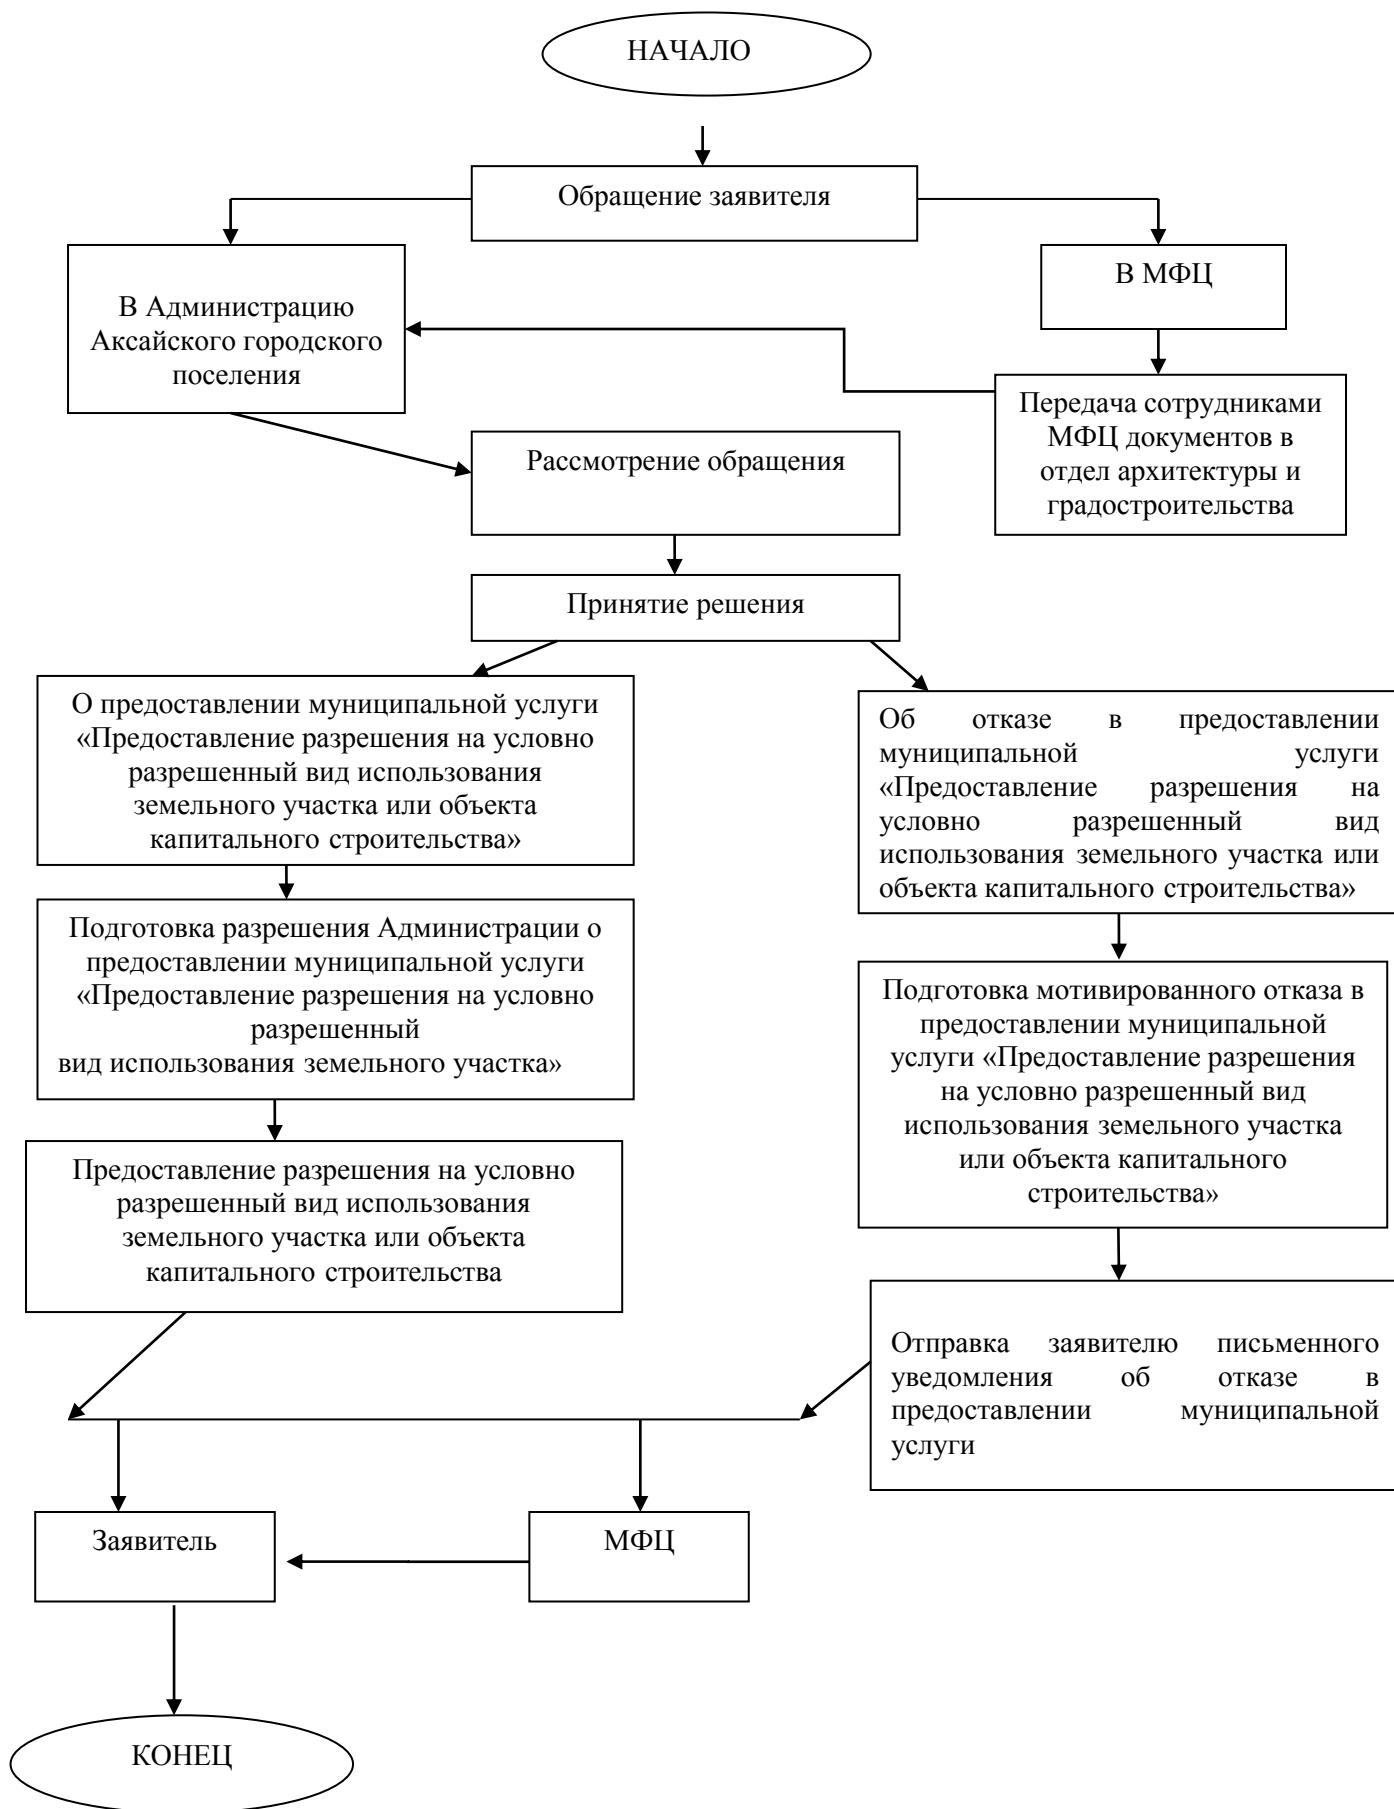 НАЧАЛО
Обращение заявителя
В Администрацию
Аксайского городского
поселения
В МФЦ
Передача сотрудниками
МФЦ документов в
отдел архитектуры и
градостроительства
Рассмотрение обращения
Принятие решения
О предоставлении муниципальной услуги
«Предоставление разрешения на условно
разрешенный вид использования
земельного участка или объекта
капитального строительства»
Об отказе в предоставлении
муниципальной услуги
«Предоставление разрешения на
условно разрешенный вид
использования земельного участка или
объекта капитального строительства»
Подготовка разрешения Администрации о
предоставлении муниципальной услуги
«Предоставление разрешения на условно
разрешенный
вид использования земельного участка»
Подготовка мотивированного отказа в
предоставлении муниципальной
услуги «Предоставление разрешения
на условно разрешенный вид
использования земельного участка
или объекта капитального
строительства»
Предоставление разрешения на условно
разрешенный вид использования
земельного участка или объекта
капитального строительства
Отправка заявителю письменного
уведомления об отказе в
предоставлении муниципальной
услуги
Заявитель
МФЦ
КОНЕЦ